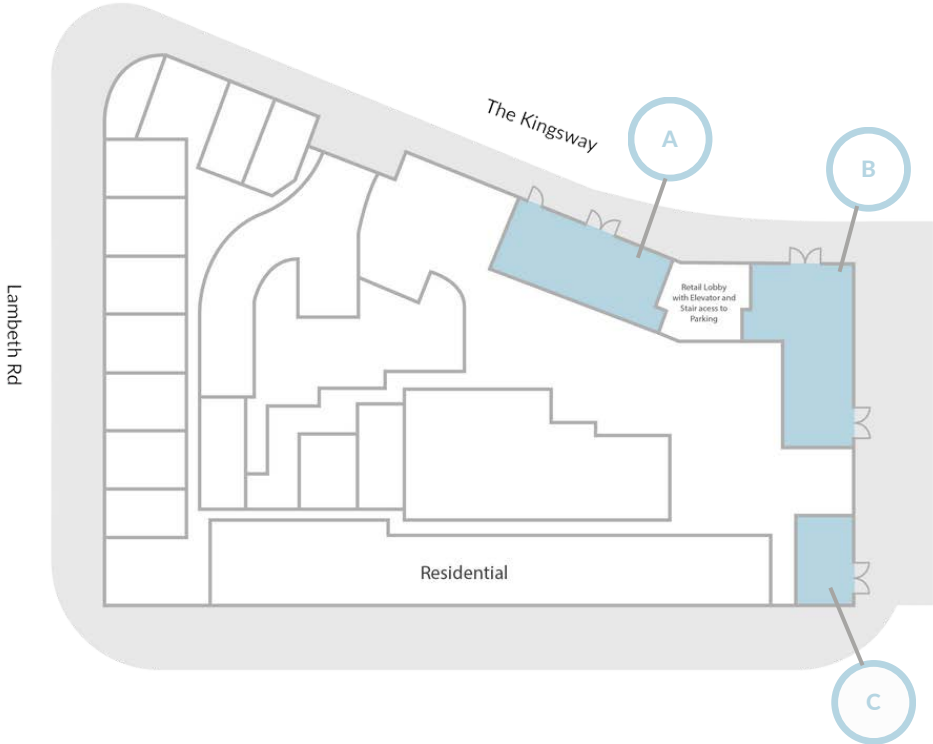 The Kingsway
A
B
Retail Lobby
with Elevator and
Stair acess to
Parking
Lambeth Rd
Residential
C